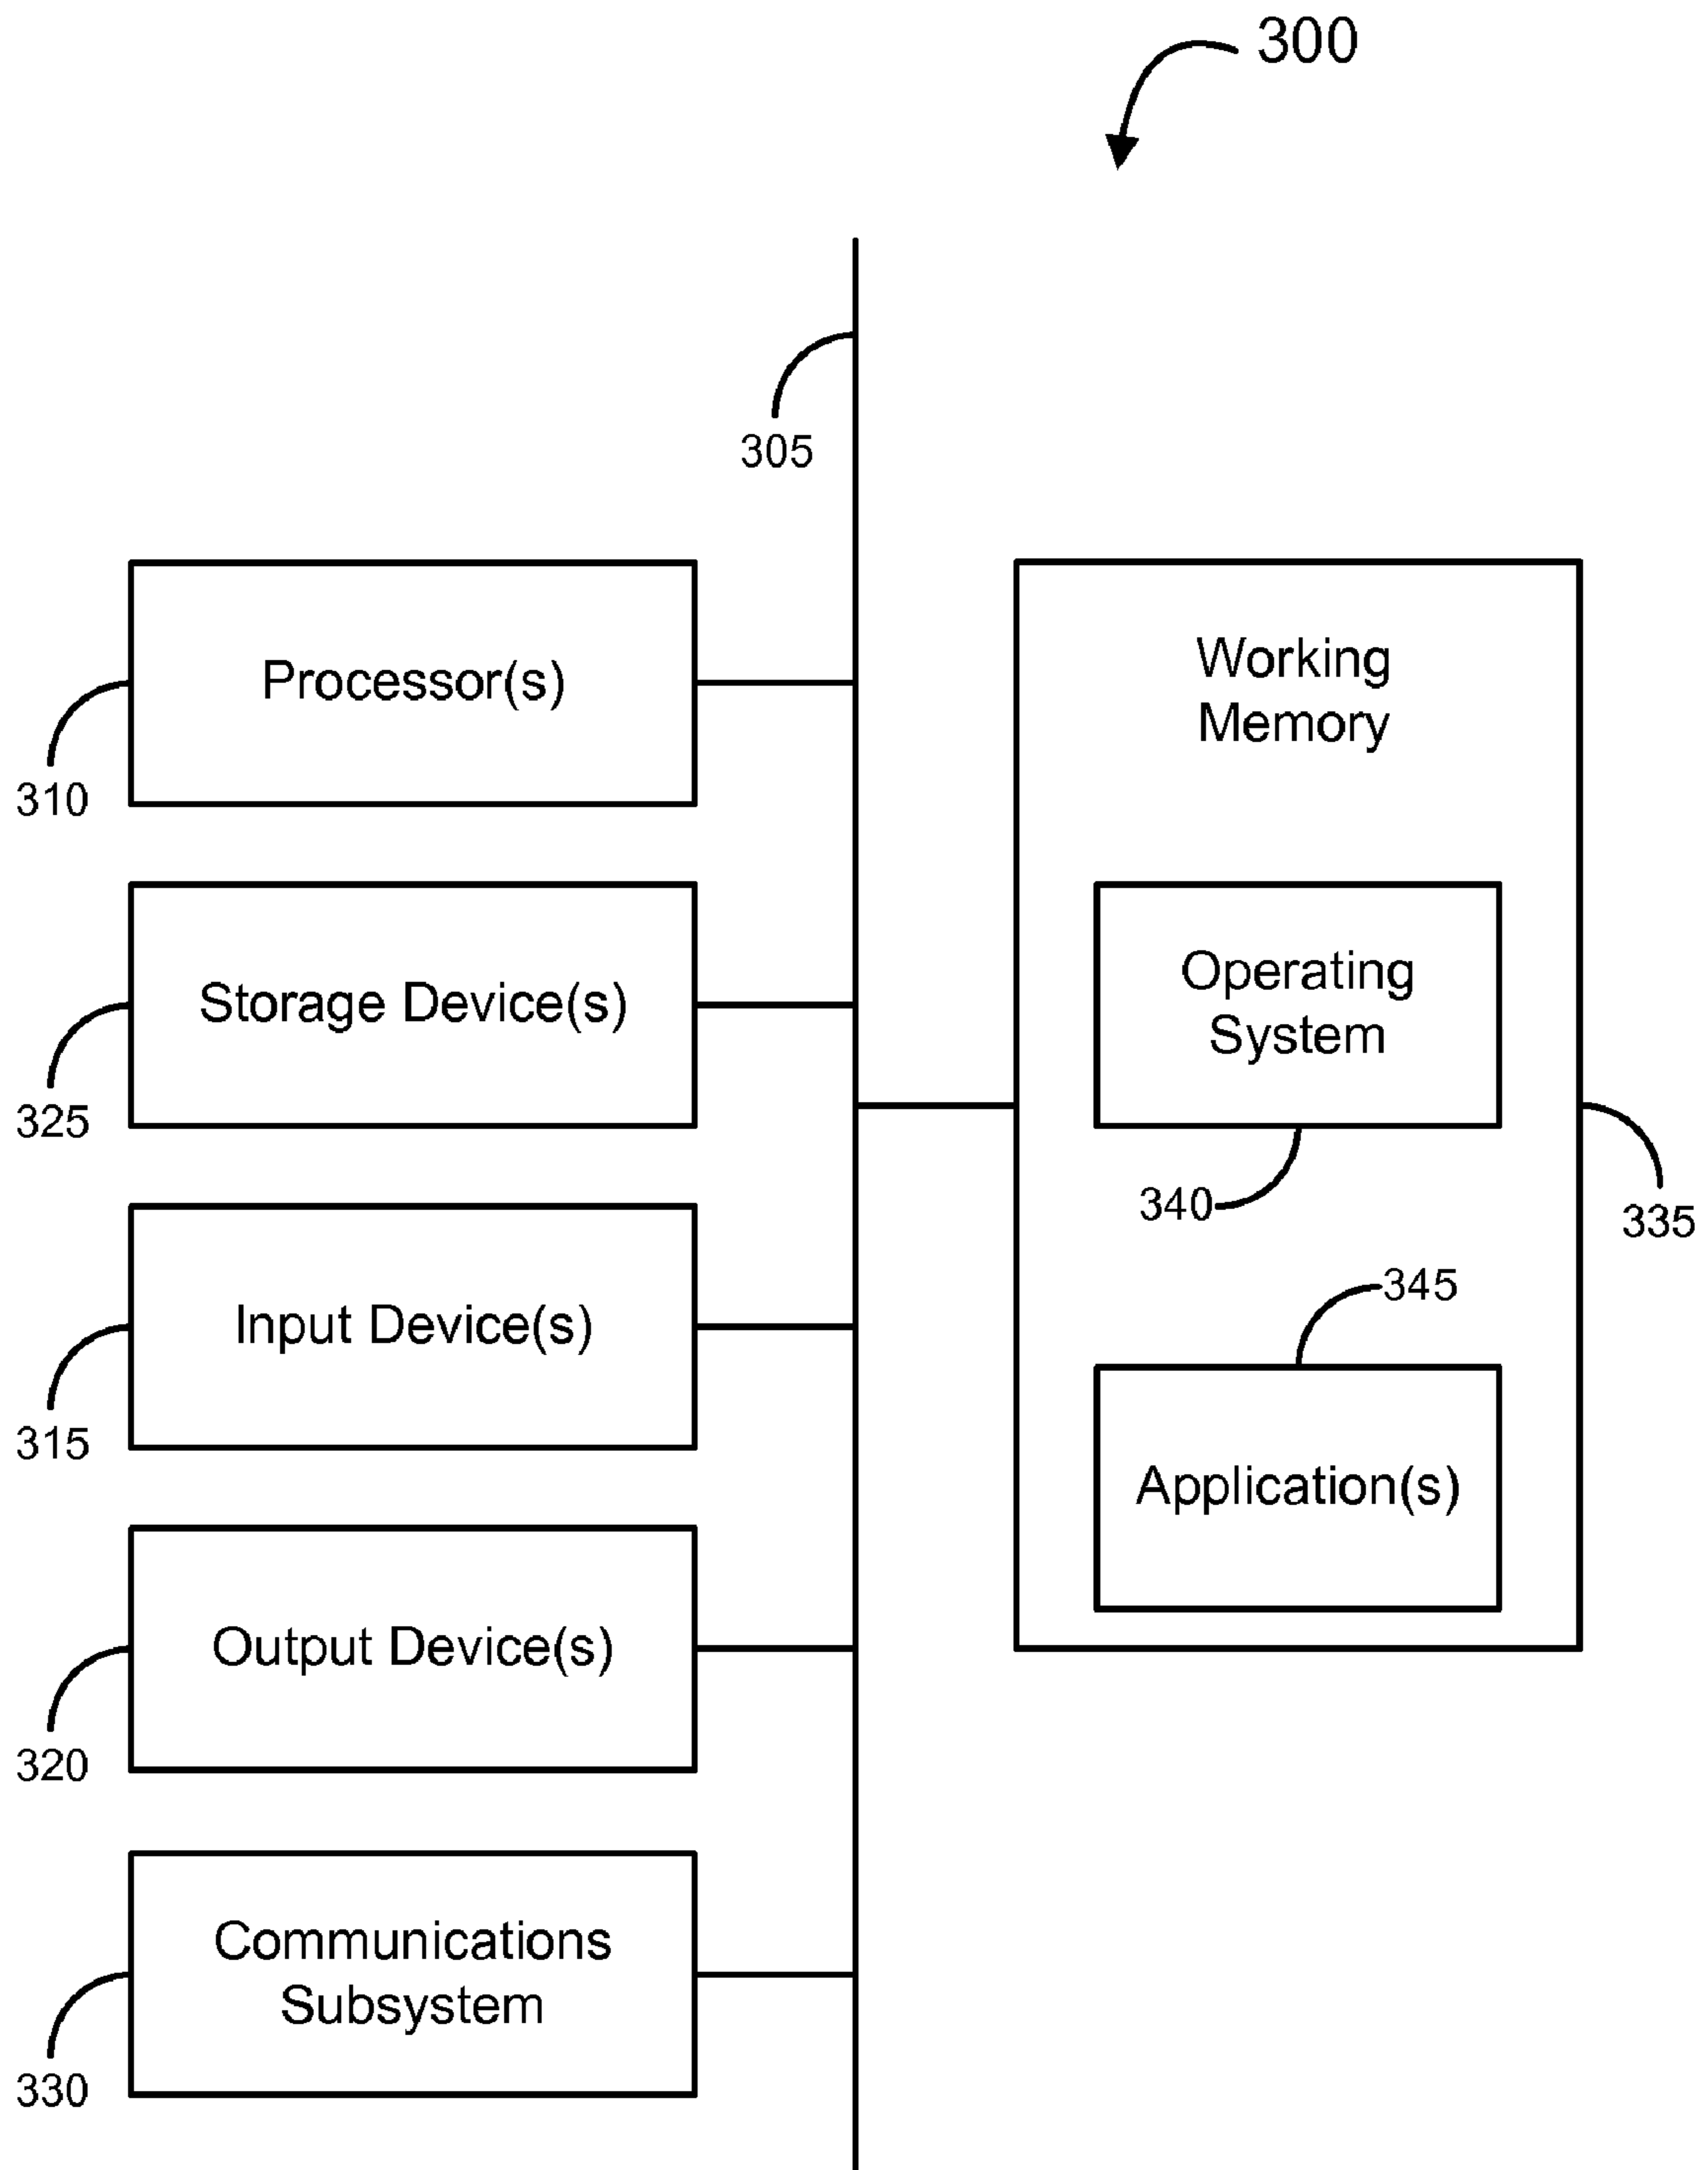 300
305
Processor(s)
310
Storage Device(s)
325
Input Device(s)
315
Output Device(s)
320
Communications
Subsystem
330
Working
Memory
Operating
System
340
335
345
Application(s)